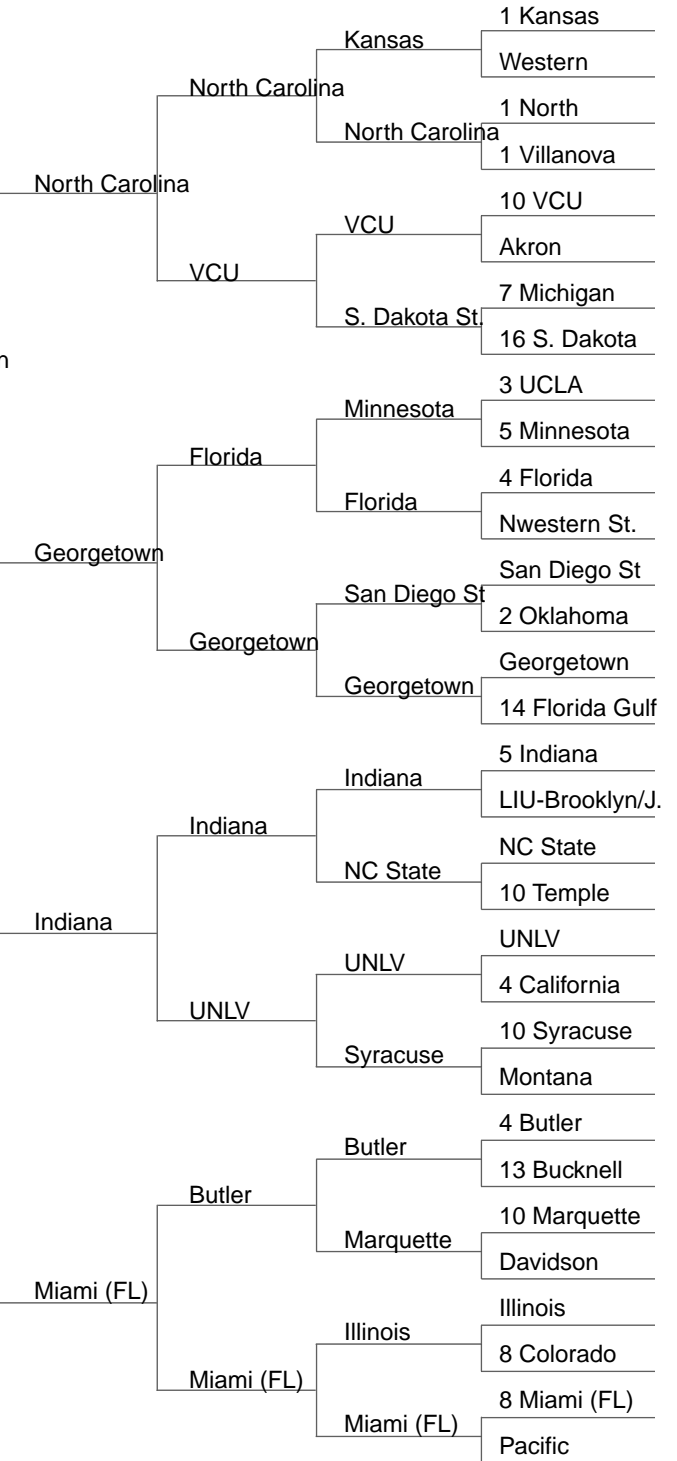 1 Kansas
Kansas
Western
North Carolina
1 North
North Carolina
1 Villanova
North Carolina
10 VCU
VCU
Akron
VCU
7 Michigan
S. Dakota St.
16 S. Dakota
n
3 UCLA
Minnesota
5 Minnesota
Florida
4 Florida
Florida
Nwestern St.
Georgetown
San Diego St
San Diego St
2 Oklahoma
Georgetown
Georgetown
Georgetown
14 Florida Gulf
5 Indiana
Indiana
LIU-Brooklyn/J.
Indiana
NC State
NC State
10 Temple
Indiana
UNLV
UNLV
4 California
UNLV
10 Syracuse
Syracuse
Montana
4 Butler
Butler
13 Bucknell
Butler
10 Marquette
Marquette
Davidson
Miami (FL)
Illinois
Illinois
8 Colorado
Miami (FL)
8 Miami (FL)
Miami (FL)
Pacific